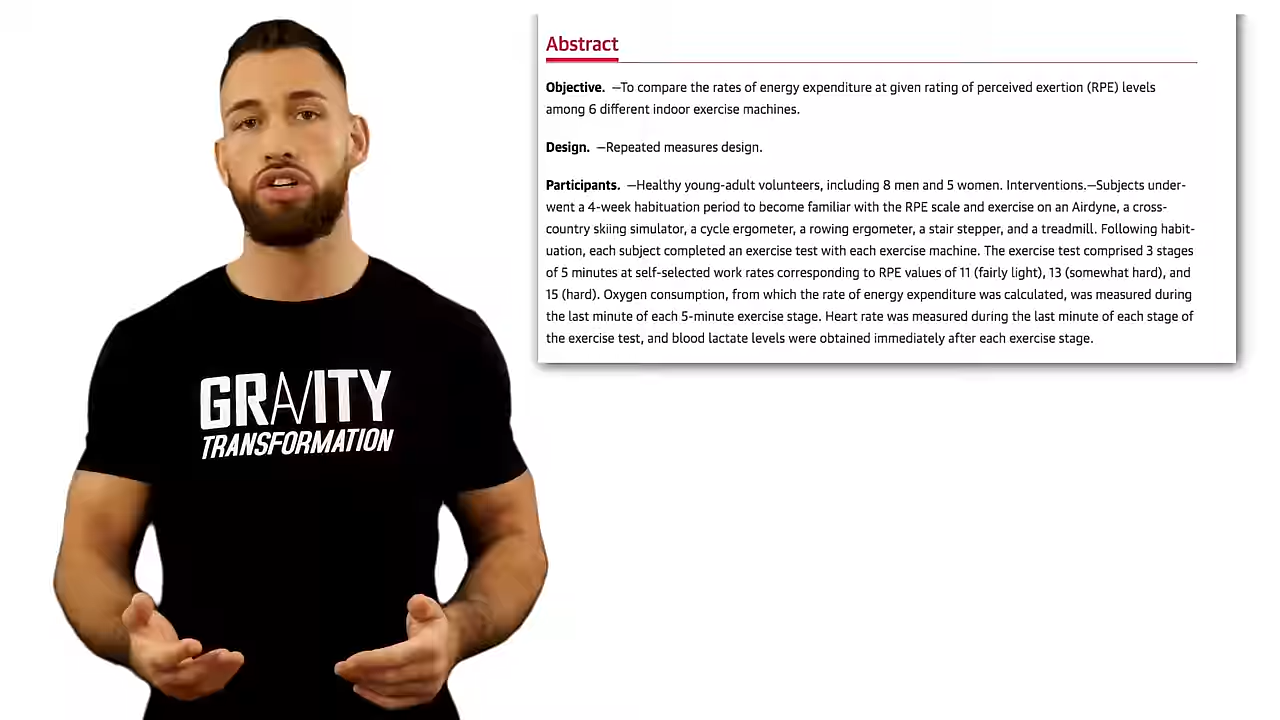 GRAVITY
TRANSFORMATION
Abstract
Objective. —To compare the rates of energy expenditure at given rating of perceived exertion (RPE) levels
among 6 different indoor exercise machines.
Design. —Repeated measures design.
Participants. —Healthy young-adult volunteers, including 8 men and 5 women. Interventions.—Subjects under-
went a 4-week habituation period to become familiar with the RPE scale and exercise on an Airdyne, a cross-
country skiing simulator, a cycle ergometer, a rowing ergometer, a stair stepper, and a treadmill. Following habit-
uation, each subject completed an exercise test with each exercise machine. The exercise test comprised 3 stages
of 5 minutes at self-selected work rates corresponding to RPE values of 11 (fairly light), 13 (somewhat hard), and
15 (hard). Oxygen consumption, from which the rate of energy expenditure was calculated, was measured during
the last minute of each 5-minute exercise stage. Heart rate was measured during the last minute of each stage of
the exercise test, and blood lactate levels were obtained immediately after each exercise stage.